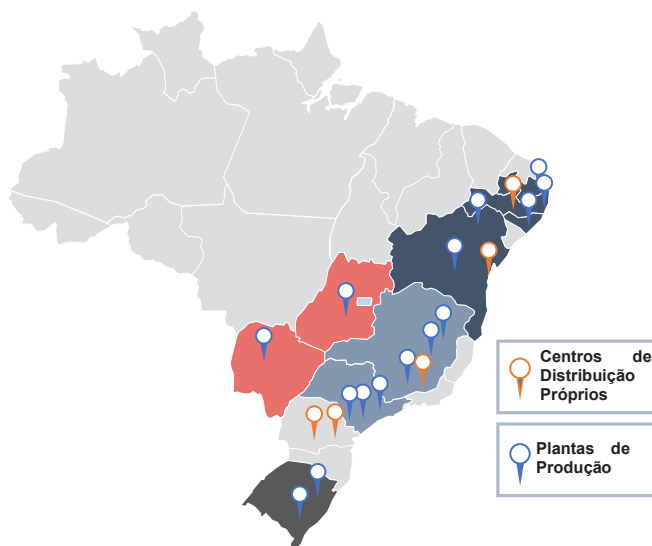 Centros de
Distribuição
Próprios
Plantas de
Produção